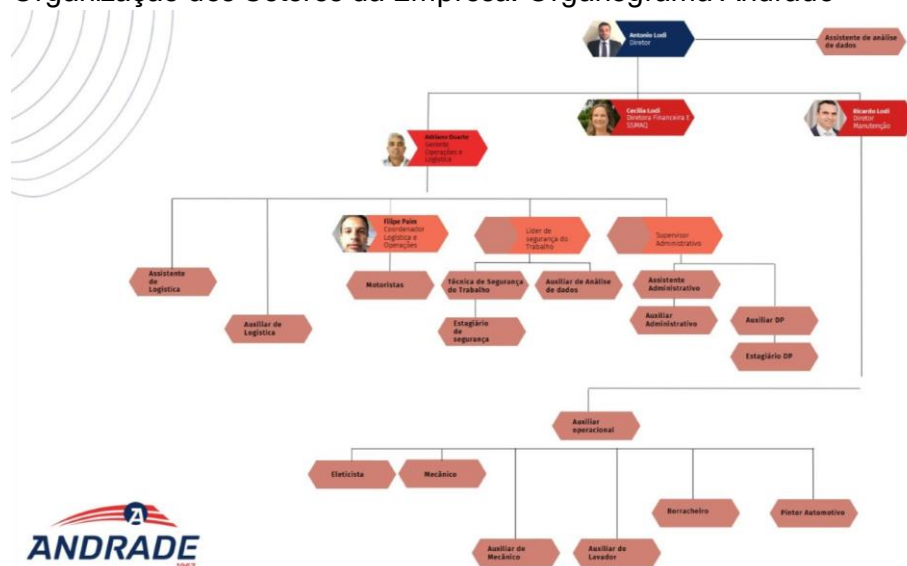 Organização dos Setores da Empresa: Organograma Andrade
Antonio Lodi
Diretor
Assistente de análise
de dados
Cecilia Lodi
Diretora Financeira E
SSMAQ
Ricardo Lodi
Diretor
Manutenção
Adriano Duarte
Gerente
Operações e
Logística
Filipe Paim
Coordenador
Logística e
Operações
Lider de
segurança do
Trabalho
Supervisor
Administrativo
Assistente
de
Logística
Auxiliar de
Logística
Motoristas
Técnica de Segurança
do Trabalho
Auxiliar de Análise
de dados
Estagiário
de
segurança
Assistente
Administrativo
Auxiliar
Administrativo
Auxiliar DP
Estagiário DP
Auxiliar
operacional
Eleticista
Mecânico
Auxiliar de
Mecânico
Auxiliar de
Lavador
Borracheiro
Pintor Automotivo
A
ANDRADE